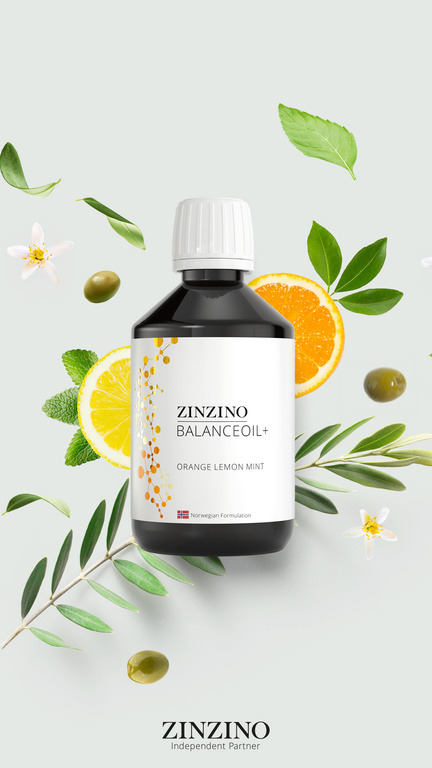 ZINZINO
BALANCEOIL+
ORANGE LEMON MINT
Norwegian Formulation
ZINZINO
Independent Partner